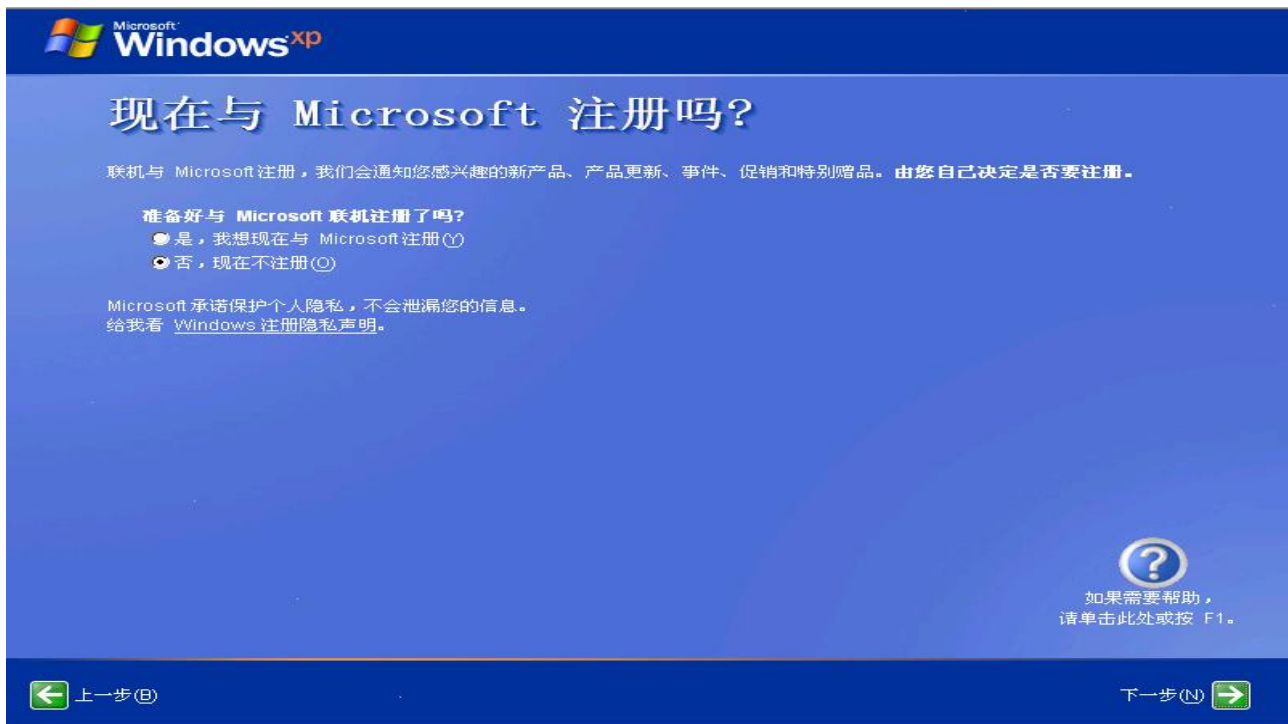 Microsoft
Windows xp
现在与 Microsoft 注册吗?
联机与 Microsoft 注册，我们会通知您感兴趣的新产品、产品更新、事件、促销和特别赠品。由您自己决定是否要注册。
准备好与 Microsoft 联机注册了吗?
是，我想现在与 Microsoft 注册(Y)
否，现在不注册(O)
Microsoft 承诺保护个人隐私，不会泄漏您的信息。
给我看 Windows 注册隐私声明。
如果需要帮助，
请单击此处或按 F1。
上一步(B)
下一步(N)